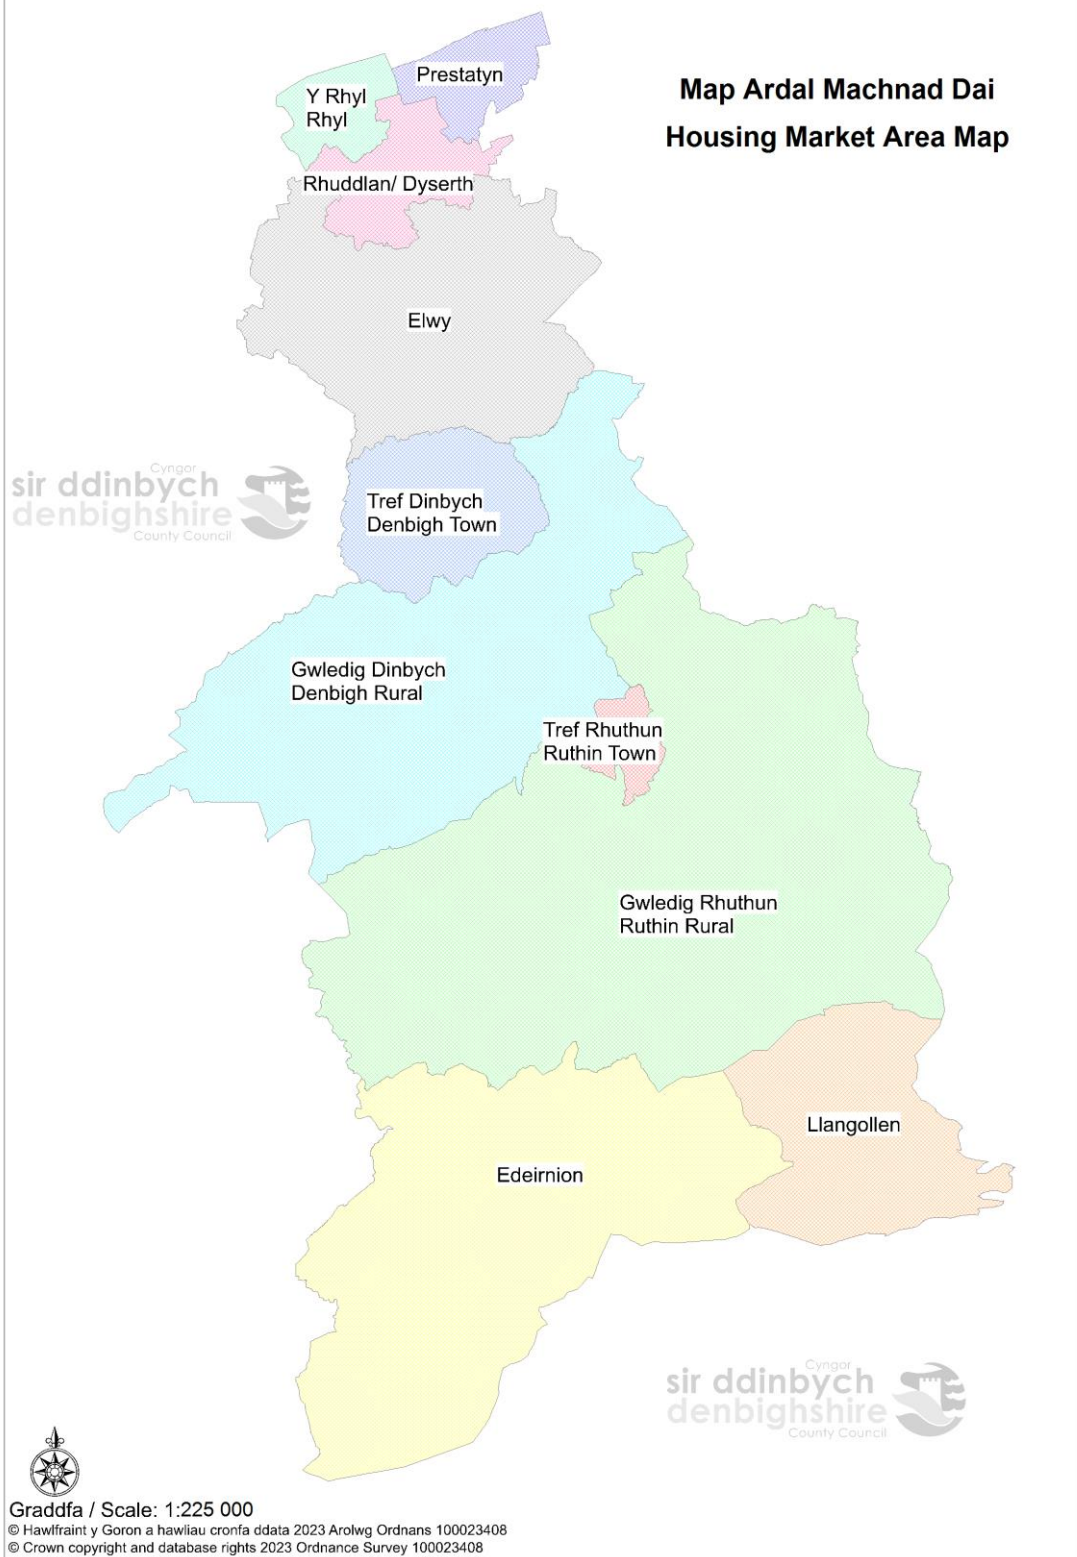 Map Ardal Machnad Dai
Housing Market Area Map
Prestatyn
Y Rhyl
Rhyl
Rhuddlan/ Dyserth
Elwy
Cyngor
sir ddinbych
denbighshire
County Council
Tref Dinbych
Denbigh Town
Gwledig Dinbych
Denbigh Rural
Tref Rhuthun
Ruthin Town
Gwledig Rhuthun
Ruthin Rural
Llangollen
Edeirnion
Cyngor
sir ddinbych
denbighshire
County Council
Graddfa / Scale: 1:225 000
© Hawlfraint y Goron a hawliau cronfa ddata 2023 Arolwg Ordnans 100023408
© Crown copyright and database rights 2023 Ordnance Survey 100023408